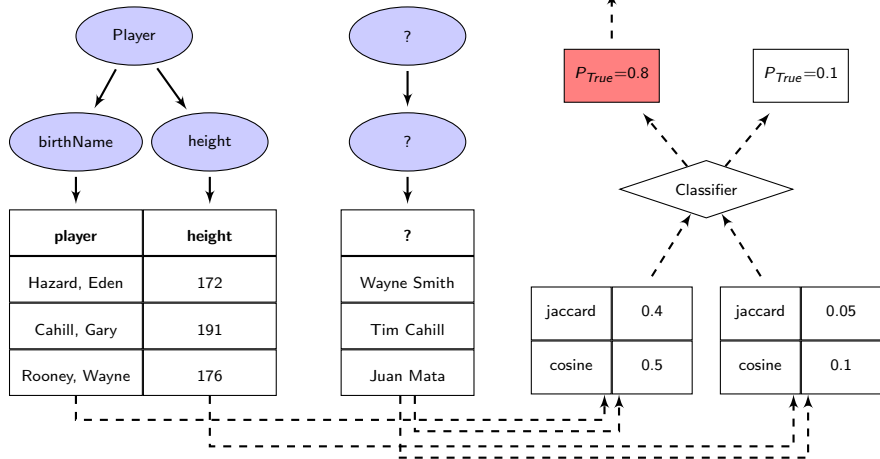 Player
?
birthName
height
?
player
height
Hazard, Eden
172
Cahill, Gary
191
Rooney, Wayne
176
?
Wayne Smith
Tim Cahill
Juan Mata
P_True=0.8
P_True=0.1
Classifier
jaccard
0.4
cosine
0.5
jaccard
0.05
cosine
0.1